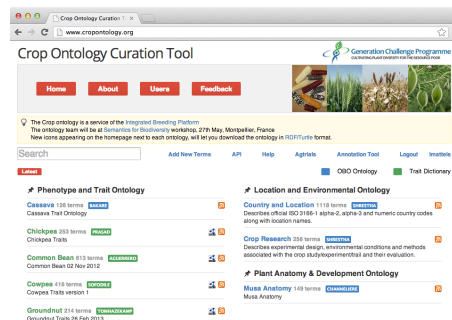 Crop Ontology Curation T
www.cropontology.org
Crop Ontology Curation Tool
Generation Challenge Programme
CULTIVATING PLANT DIVERSITY FOR THE RESOURCE POOR
Home About Users Feedback
The Crop ontology is a service of the Integrated Breeding Platform
The ontology team will be at Semantics for Biodiversity workshop, 27th May, Montpellier, France
New icons appearing on the homepage next to each ontology, will let you download the ontology in RDF/Turtle format.
Search Add New Terms API Help Agtrials Annotation Tool Logout lmatteis
Latest OBO Ontology Trait Dictionary
Phenotype and Trait Ontology
Cassava 136 terms BAKARE
Cassava Trait Ontology
Chickpea 253 terms PRASAD
Chickpea Traits
Common Bean 813 terms AGUERRERO
Common Bean 02 Nov 2012
Cowpea 416 terms SOFODILE
Cowpea Traits version 1
Groundnut 214 terms TOMHAZEKAMP
Groundnut Traits 26 Feb 2013
Location and Environmental Ontology
Country and Location 1118 terms SHRESTHA
Describes official ISO 3166-1 alpha-2, alpha-3 and numeric country codes
along with location names.
Crop Research 256 terms SHRESTHA
Describes experimental design, environmental conditions and methods
associated with the crop study/experiment/trail and their evaluation.
Plant Anatomy & Development Ontology
Musa Anatomy 149 terms CHANNELIERE
Musa Anatomy